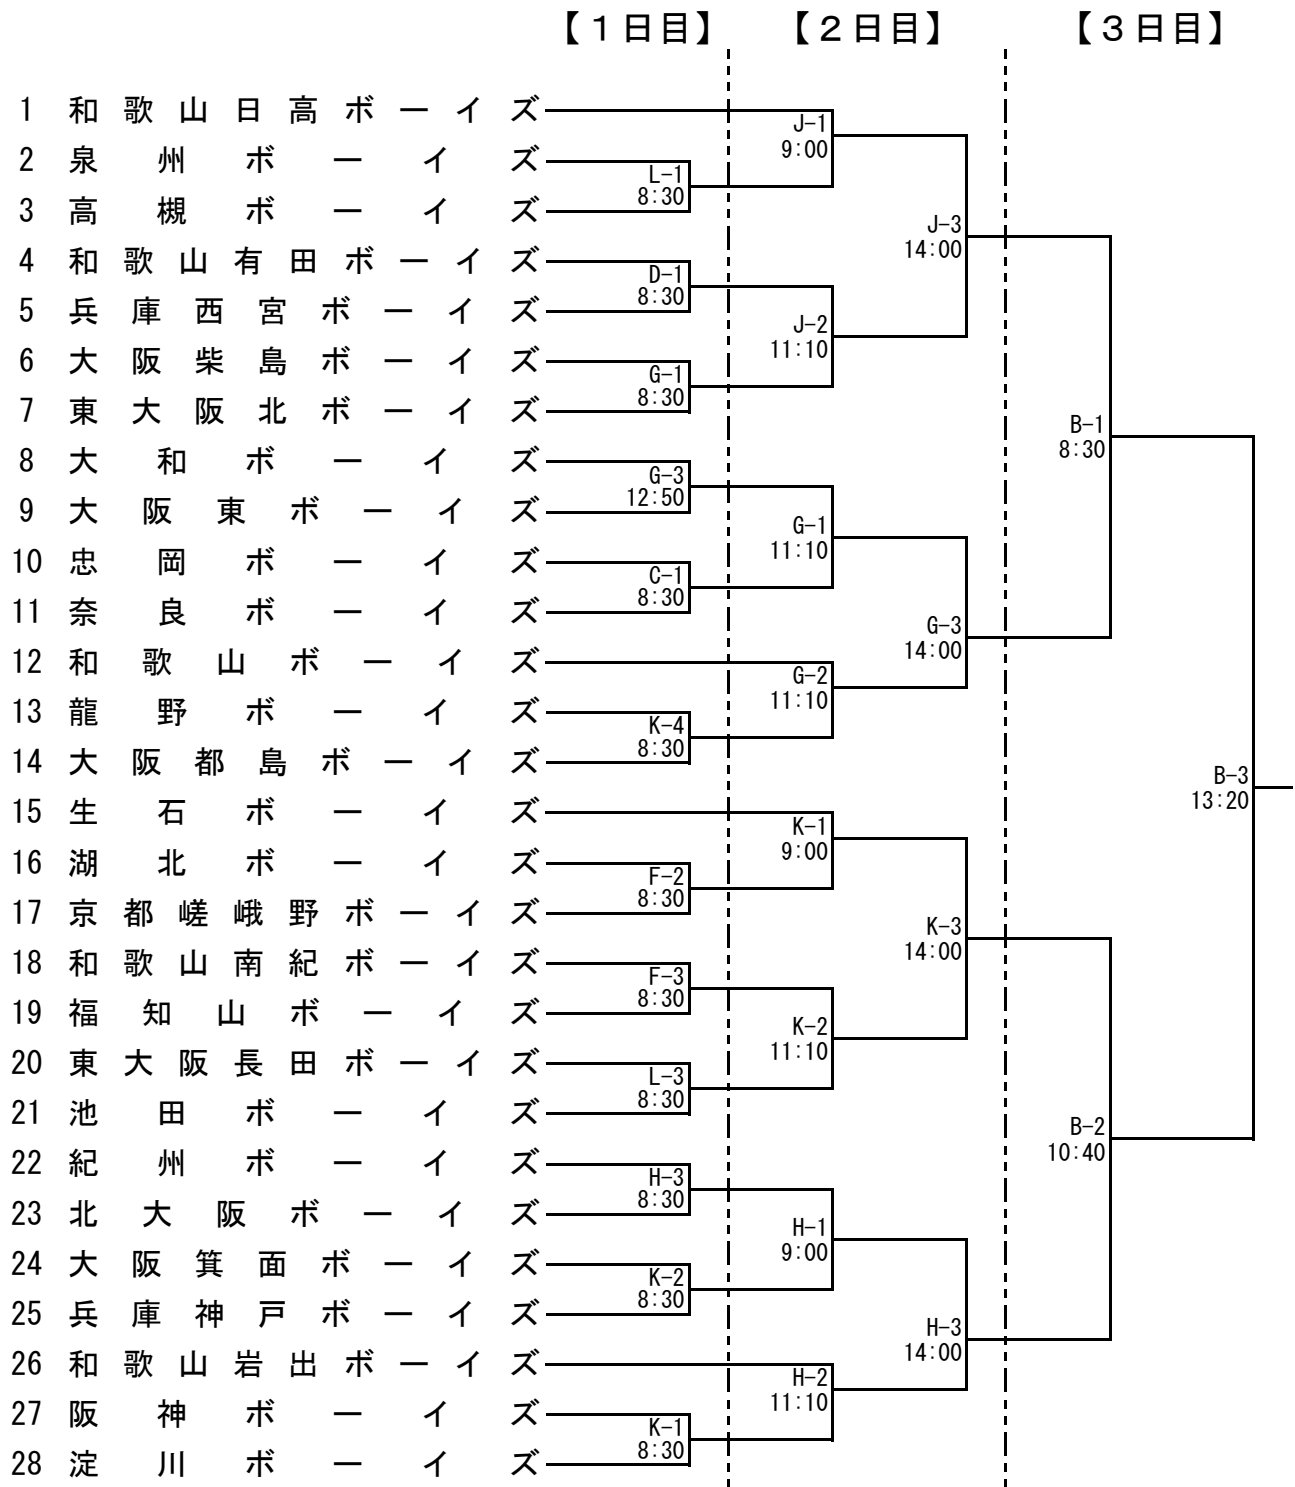 【１日目】 【２日目】 【３日目】
1 和歌山日高ボーイズ
J-1
9:00
2 泉州ボーイズ
L-1
8:30
3 高槻ボーイズ
J-3
14:00
4 和歌山有田ボーイズ
D-1
8:30
5 兵庫西宮ボーイズ
J-2
11:10
6 大阪柴島ボーイズ
G-1
8:30
7 東大阪北ボーイズ
B-1
8:30
8 大和ボーイズ
G-3
12:50
9 大阪東ボーイズ
G-1
11:10
10 忠岡ボーイズ
C-1
8:30
11 奈良ボーイズ
G-3
14:00
12 和歌山ボーイズ
G-2
11:10
13 龍野ボーイズ
K-4
8:30
14 大阪都島ボーイズ
B-3
13:20
15 生石ボーイズ
K-1
9:00
16 湖北ボーイズ
F-2
8:30
17 京都嵯峨野ボーイズ
K-3
14:00
18 和歌山南紀ボーイズ
F-3
8:30
19 福知山ボーイズ
K-2
11:10
20 東大阪長田ボーイズ
L-3
8:30
21 池田ボーイズ
B-2
10:40
22 紀州ボーイズ
H-3
8:30
23 北大阪ボーイズ
H-1
9:00
24 大阪箕面ボーイズ
K-2
8:30
25 兵庫神戸ボーイズ
H-3
14:00
26 和歌山岩出ボーイズ
H-2
11:10
27 阪神ボーイズ
K-1
8:30
28 淀川ボーイズ